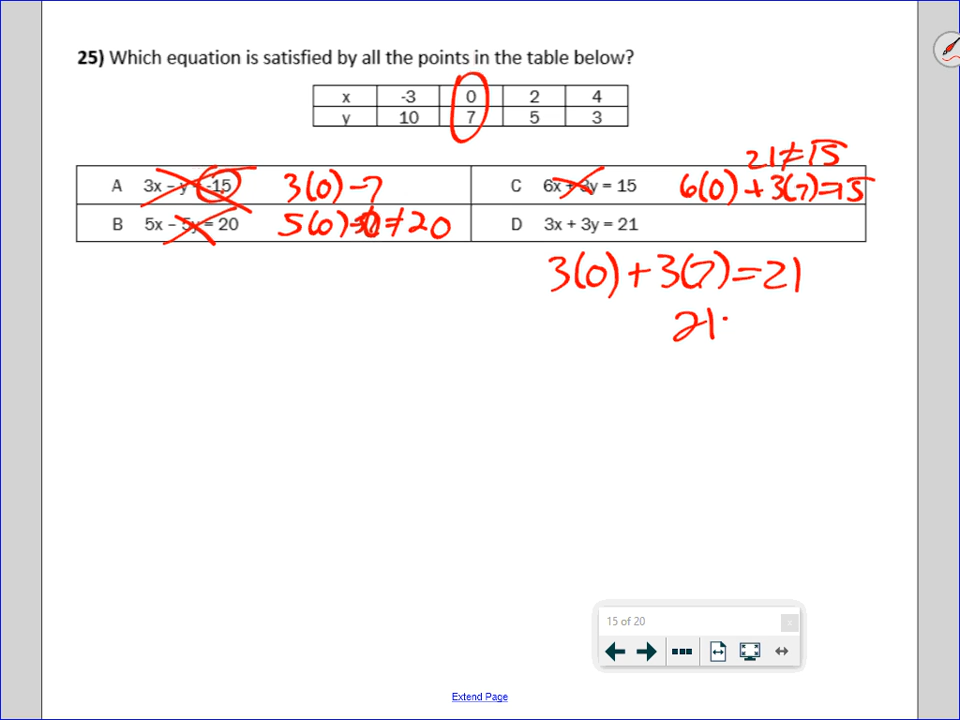 25) Which equation is satisfied by all the points in the table below?
x -3 0 2 4
y 10 7 5 3
21≠15
A 3x – y = -15 3(0) -7 C 6x + 3y = 15 6(0) + 3(7) = 15
B 5x – 5y = 20 5(0) ≠ 20 D 3x + 3y = 21
3(0) + 3(7) = 21
21
15 of 20
x
Extend Page